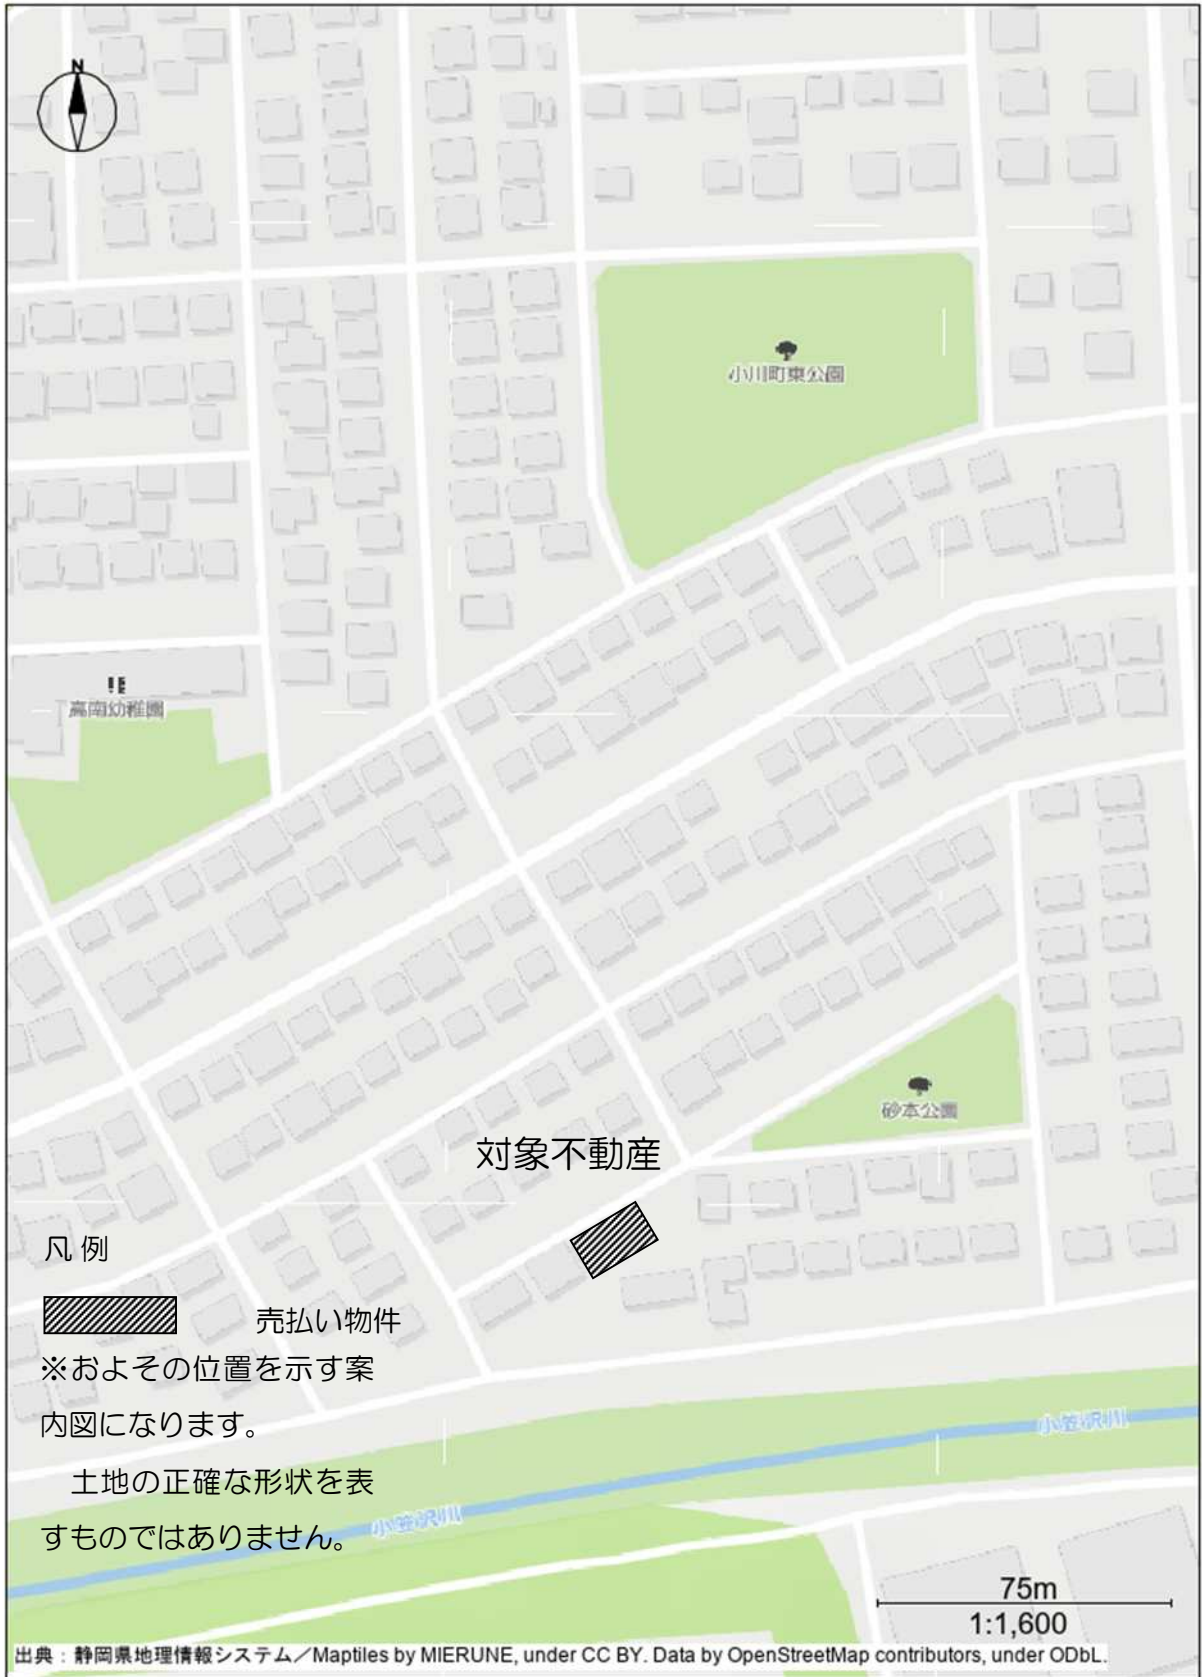 N
小川町東公園
高南幼稚園
砂本公園
対象不動産
凡例
売払い物件
※およその位置を示す案
内図になります。
土地の正確な形状を表
すものではありません。
小笠沢川
小笠沢川
75m
1:1,600
出典：静岡県地理情報システム／Maptiles by MIERUNE, under CC BY. Data by OpenStreetMap contributors, under ODbL.